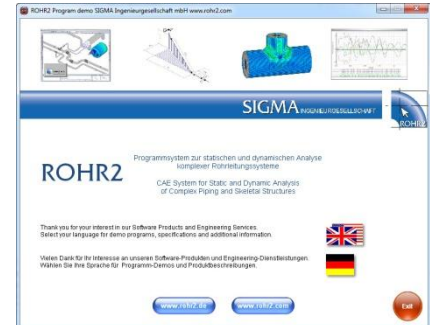 ROHR2 Program demo SIGMA Ingenieurgesellschaft mbH www.rohr2.com
SIGMA INGENIEURGESELLSCHAFT
ROHR2
Programmsystem zur statischen und dynamischen Analyse
komplexer Rohrleitungssysteme
ROHR2
CAE System for Static and Dynamic Analysis
of Complex Piping and Skeletal Structures
Thank you for your interest in our Software Products and Engineering Services.
Select your language for demo programs, specifications and additional information.
Vielen Dank für Ihr Interesse an unseren Software-Produkten und Engineering-Dienstleistungen.
Wählen Sie Ihre Sprache für Programm-Demos und Produktbeschreibungen.
www.rohr2.de
www.rohr2.com
Exit